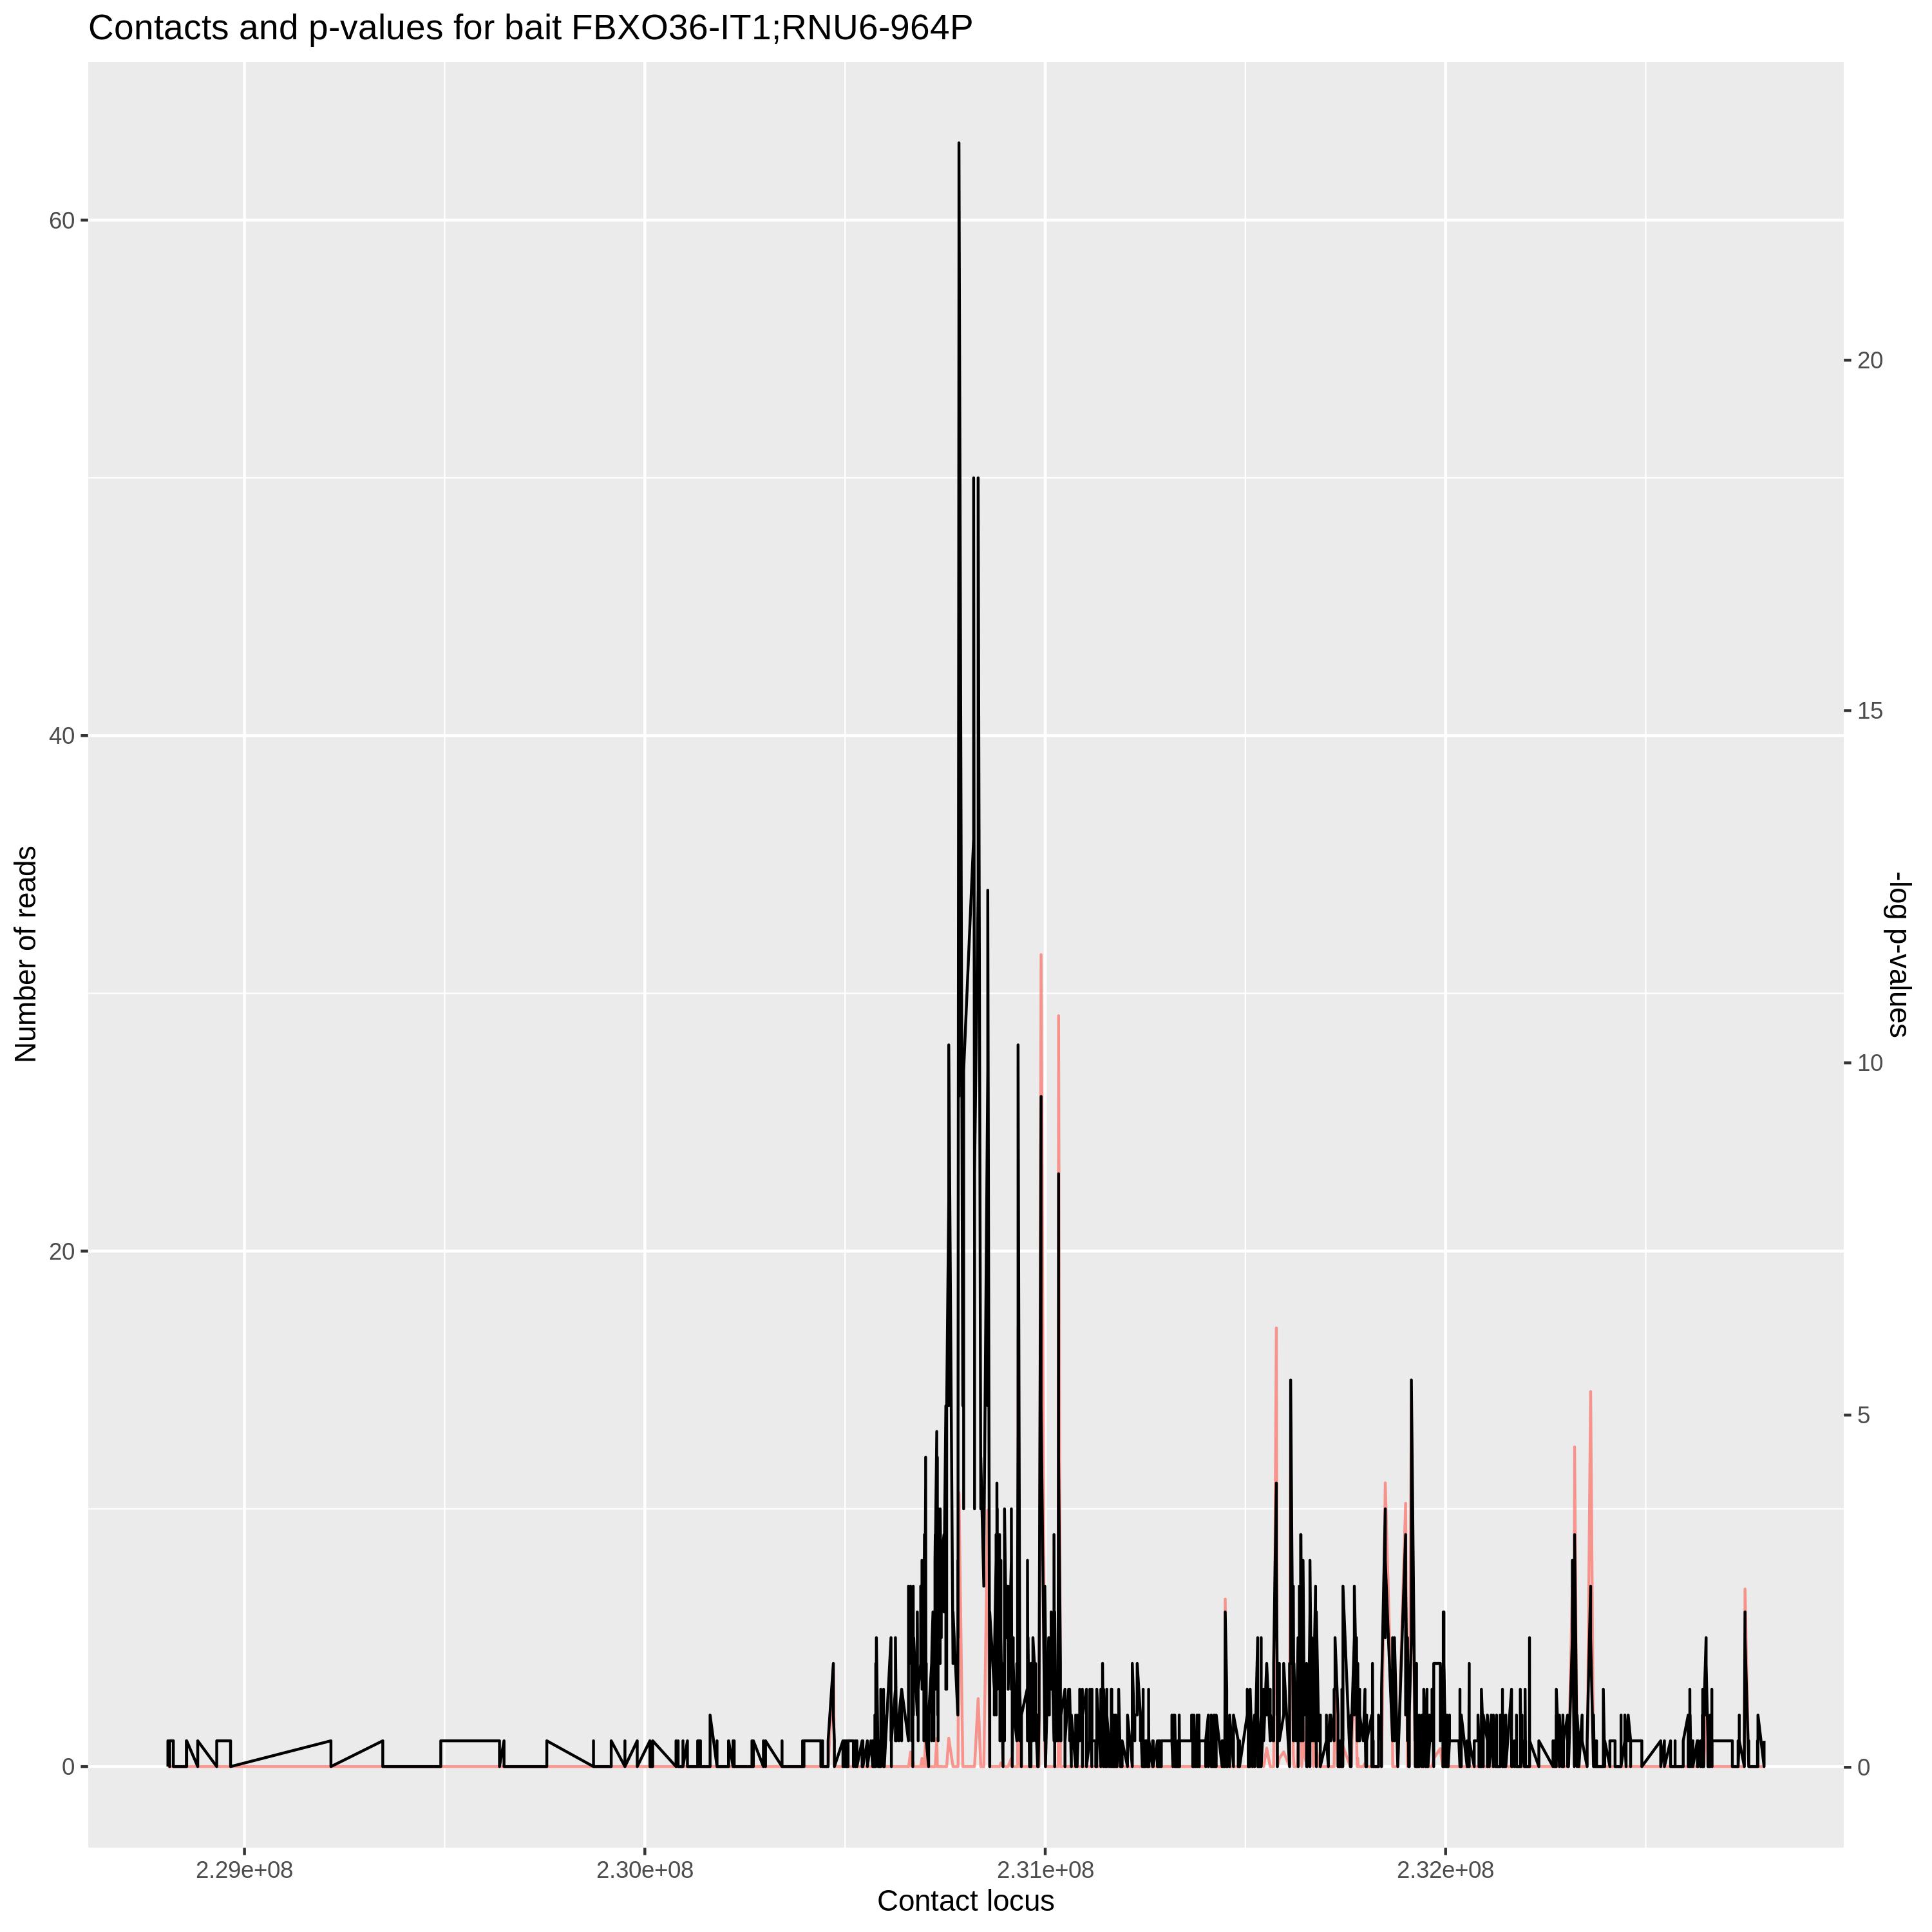 Contacts and p-values for bait FBXO36-IT1;RNU6-964P
60
40
20
0
Number of reads
20
15
10
5
0
-log p-values
2.29e+08
2.30e+08
2.31e+08
2.32e+08
Contact locus